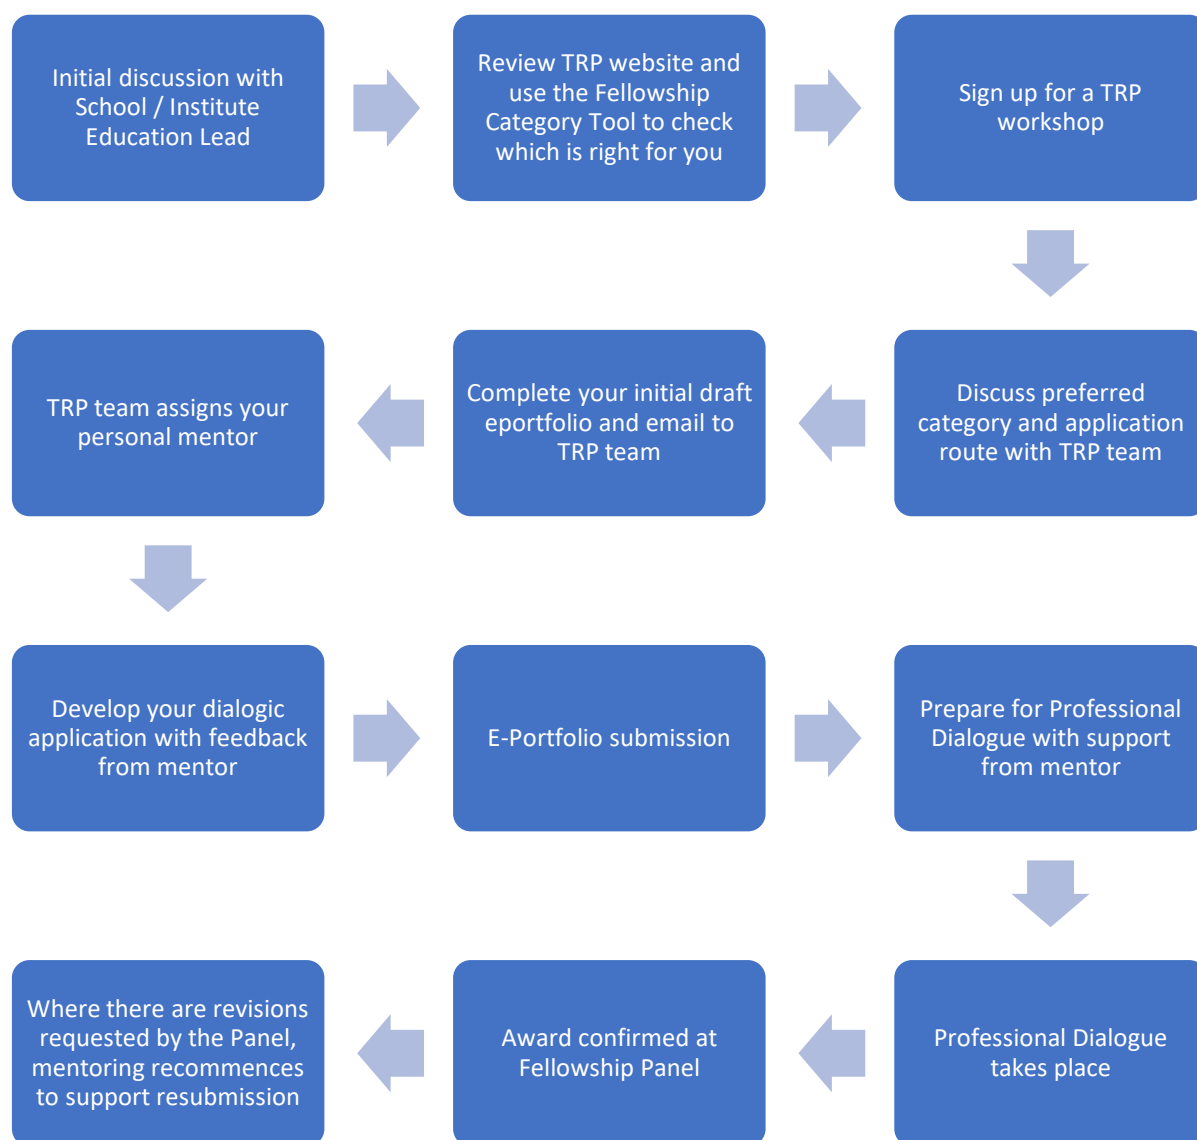 Initial discussion with
School / Institute
Education Lead
Review TRP website and
use the Fellowship
Category Tool to check
which is right for you
Sign up for a TRP
workshop
Discuss preferred
category and application
route with TRP team
Complete your initial draft
eportfolio and email to
TRP team
TRP team assigns your
personal mentor
Develop your dialogic
application with feedback
from mentor
E-Portfolio submission
Prepare for Professional
Dialogue with support
from mentor
Professional Dialogue
takes place
Award confirmed at
Fellowship Panel
Where there are revisions
requested by the Panel,
mentoring recommences
to support resubmission